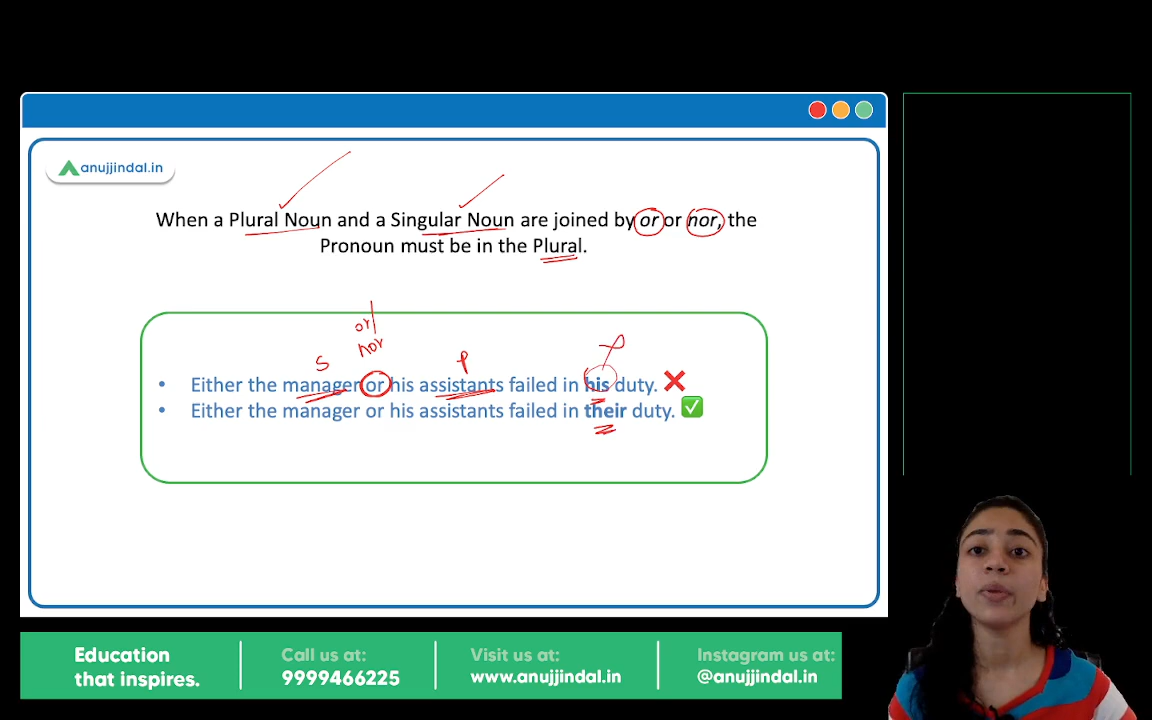 anujjindal.in
When a Plural Noun and a Singular Noun are joined by or or nor, the
Pronoun must be in the Plural.
or/
nor
S
P
P
• Either the manager or his assistants failed in his duty. ❌
• Either the manager or his assistants failed in their duty. ✅
Education
that inspires.
Call us at:
9999466225
Visit us at:
www.anujjindal.in
Instagram us at:
@anujjindal.in